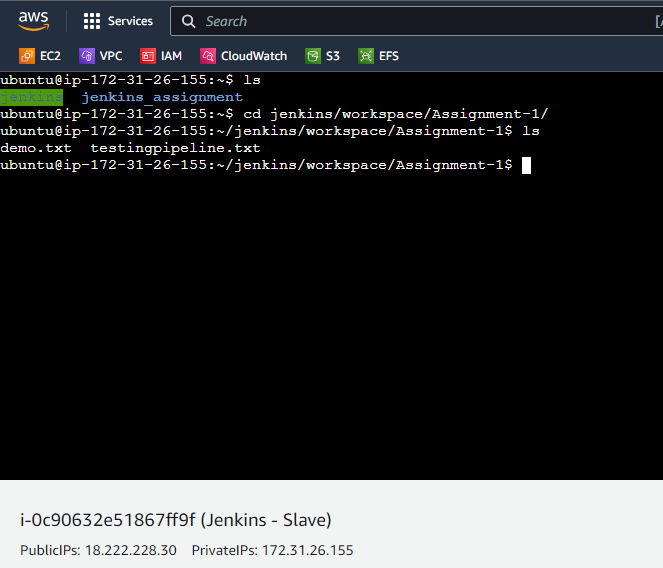 aws Services Search [
EC2 VPC IAM CloudWatch S3 EFS
ubuntu@ip-172-31-26-155:~$ ls
jenkins jenkins_assignment
ubuntu@ip-172-31-26-155:~$ cd jenkins/workspace/Assignment-1/
ubuntu@ip-172-31-26-155:~/jenkins/workspace/Assignment-1$ ls
demo.txt testingpipeline.txt
ubuntu@ip-172-31-26-155:~/jenkins/workspace/Assignment-1$
i-0c90632e51867ff9f (Jenkins - Slave)
PublicIPs: 18.222.228.30 PrivateIPs: 172.31.26.155